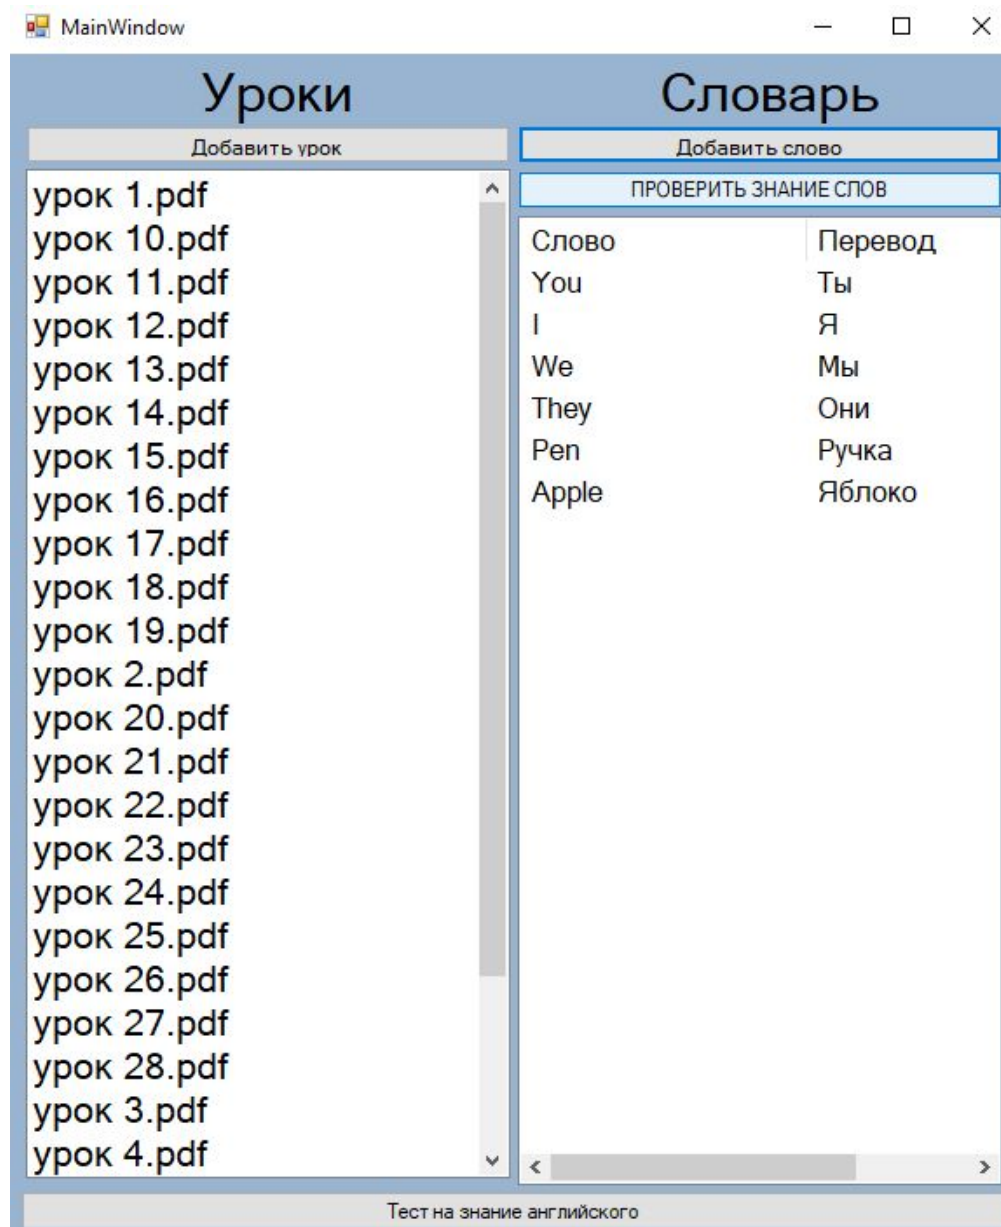 MainWindow
Уроки
Добавить урок
урок 1.pdf
урок 10.pdf
урок 11.pdf
урок 12.pdf
урок 13.pdf
урок 14.pdf
урок 15.pdf
урок 16.pdf
урок 17.pdf
урок 18.pdf
урок 19.pdf
урок 2.pdf
урок 20.pdf
урок 21.pdf
урок 22.pdf
урок 23.pdf
урок 24.pdf
урок 25.pdf
урок 26.pdf
урок 27.pdf
урок 28.pdf
урок 3.pdf
урок 4.pdf
Словарь
Добавить слово
ПРОВЕРИТЬ ЗНАНИЕ СЛОВ
Слово Перевод
You Ты
I Я
We Мы
They Они
Pen Ручка
Apple Яблоко
Тест на знание английского